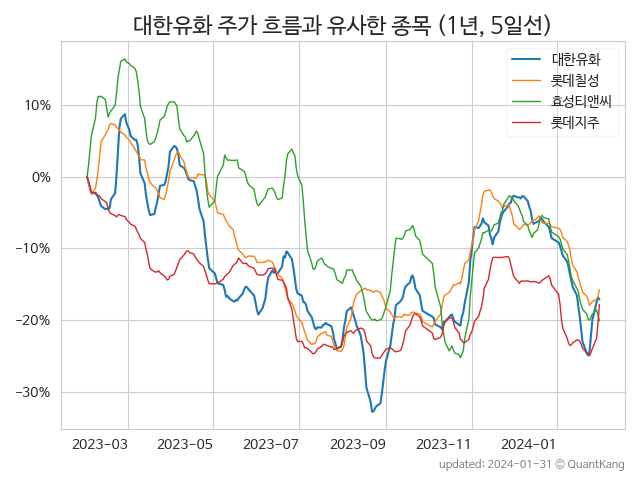 대한유화 주가 흐름과 유사한 종목 (1년, 5일선)
대한유화
롯데칠성
효성티앤씨
롯데지주
10%
0%
−10%
−20%
−30%
2023-03 2023-05 2023-07 2023-09 2023-11 2024-01
updated: 2024-01-31 © QuantKang